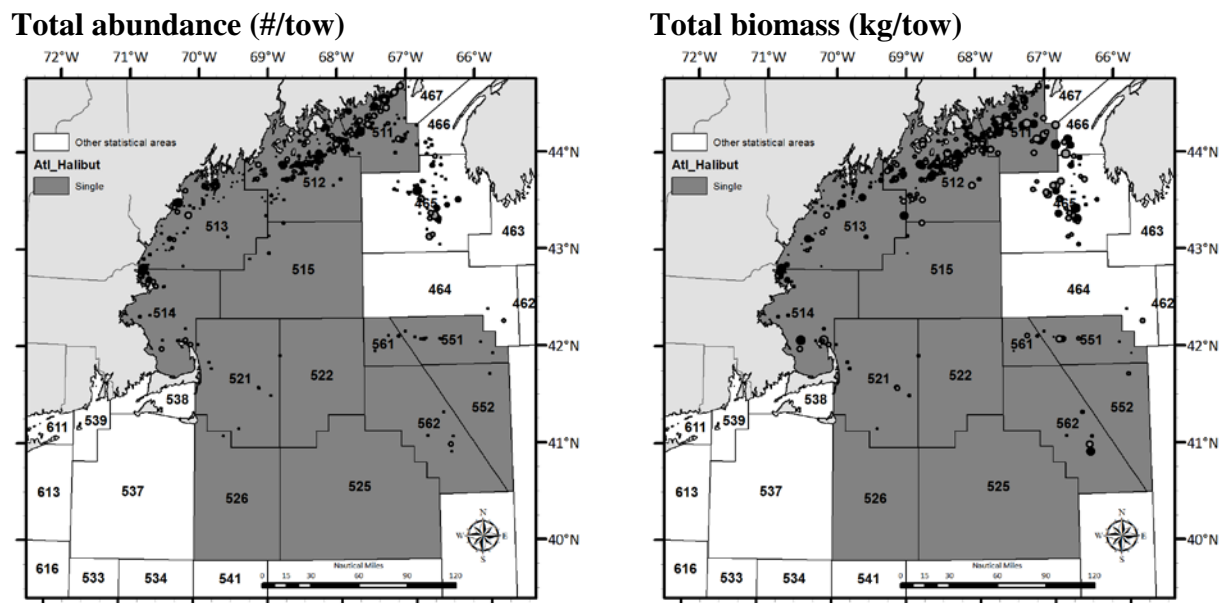 Total abundance (#/tow)
72°W 71°W 70°W 69°W 68°W 67°W 66°W
467
466
Other statistical areas
Atl_Halibut
Single
511
44°N
512
465
513
463
43°N
515
464
462
514
42°N
561
551
521
522
538
552
539
562
611
41°N
537
613
526
525
40°N
N
W E
S
Nautical Miles
616
533
534
541
0 15 30 60 90 120
Total biomass (kg/tow)
72°W 71°W 70°W 69°W 68°W 67°W 66°W
467
466
Other statistical areas
Atl_Halibut
Single
511
44°N
512
465
513
463
43°N
515
464
462
514
42°N
561
551
521
522
538
552
539
562
611
41°N
537
613
526
525
40°N
N
W E
S
Nautical Miles
616
533
534
541
0 15 30 60 90 120